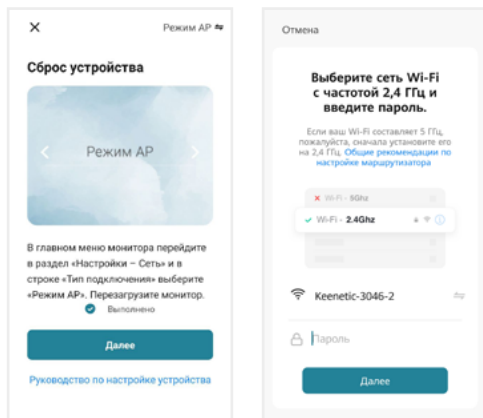 Режим AP
Сброс устройства
Режим AP
В главном меню монитора перейдите
в раздел «Настройки – Сеть» и в
строке «Тип подключения» выберите
«Режим AP», Перезагрузите монитор.
Выполнено
Далее
Руководство по настройке устройства
Отмена
Выберите сеть Wi-Fi
с частотой 2,4 ГГц и
введите пароль.
Если ваш Wi-Fi составляет 5 ГГц,
пожалуйста, сначала установите его
на 2,4 ГГц. Общие рекомендации по
настройке маршрутизатора
Wi-Fi - 5Ghz
Wi-Fi - 2.4Ghz
Keenetic-3046-2
Пароль
Далее